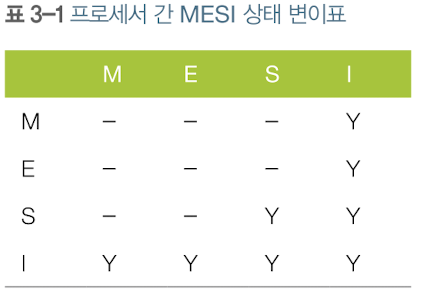 표 3–1 프로세서 간 MESI 상태 변이표
M E S I
M – – – Y
E – – – Y
S – – Y Y
I Y Y Y Y